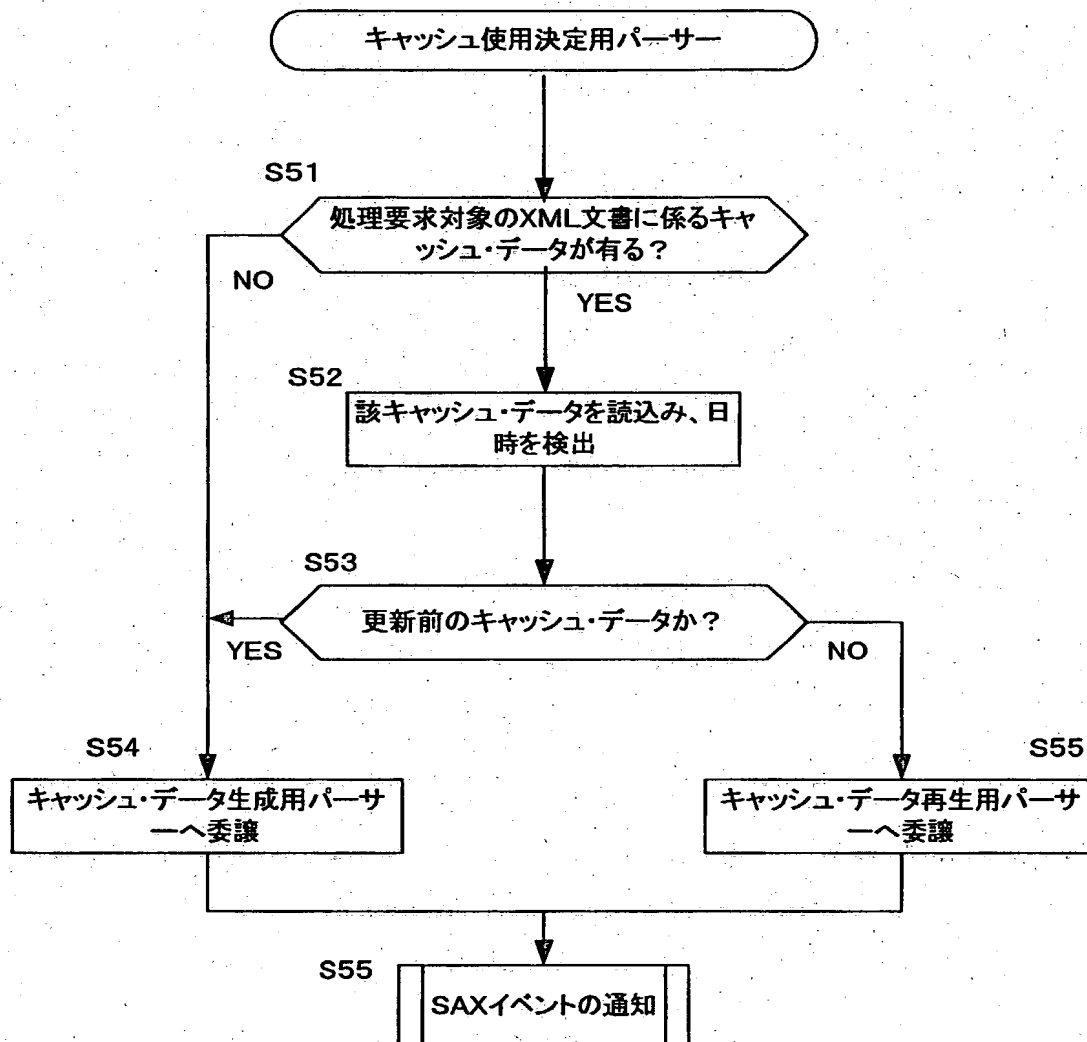 キャッシュ使用決定用パーサー
S51
処理要求対象のXML文書に係るキャ
ッシュ・データが有る？
NO
YES
S52
該キャッシュ・データを読込み、日
時を検出
S53
更新前のキャッシュ・データか？
YES
NO
S54
キャッシュ・データ生成用パーサ
ーへ委譲
S55
キャッシュ・データ再生用パーサ
ーへ委譲
S55
SAXイベントの通知